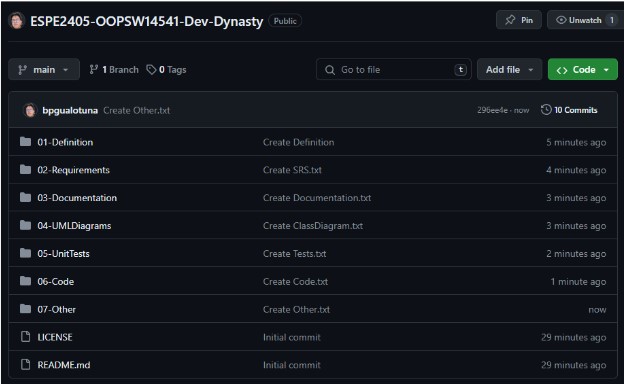 ESPE2405-OOPSW14541-Dev-Dynasty Public Pin Unwatch 1
main 1 Branch 0 Tags Go to file t Add file Code
bpgualotuna Create Other.txt 296ee4e · now 10 Commits
01-Definition Create Definition 5 minutes ago
02-Requirements Create SRS.txt 4 minutes ago
03-Documentation Create Documentation.txt 3 minutes ago
04-UMLDiagrams Create ClassDiagram.txt 3 minutes ago
05-UnitTests Create Tests.txt 2 minutes ago
06-Code Create Code.txt 1 minute ago
07-Other Create Other.txt now
LICENSE Initial commit 29 minutes ago
README.md Initial commit 29 minutes ago